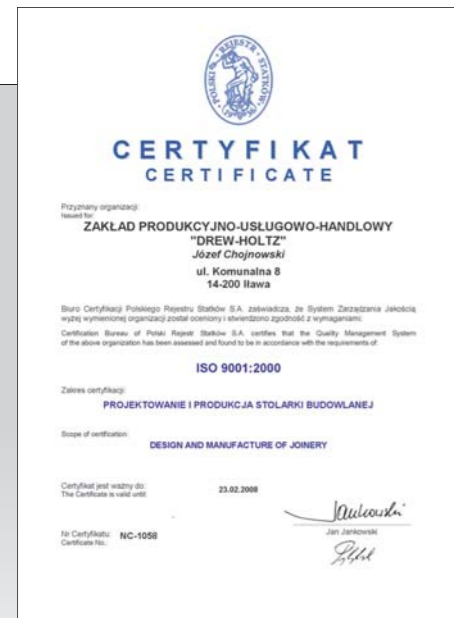 POLSKI REJESTR STATKÓW
1936
CERTYFIKAT
CERTIFICATE
Przyznany organizacji:
Issued for:
ZAKŁAD PRODUKCYJNO-USŁUGOWO-HANDLOWY
"DREW-HOLTZ"
Józef Chojnowski
ul. Komunalna 8
14-200 Iława
Biuro Certyfikacji Polskiego Rejestru Statków S.A. zaświadcza, że System Zarządzania Jakością
wyżej wymienionej organizacji został oceniony i stwierdzono zgodność z wymaganiami:
Certification Bureau of Polski Rejestr Statków S.A. certifies that the Quality Management System
of the above organization has been assessed and found to be in accordance with the requirements of:
ISO 9001:2000
Zakres certyfikacji:
PROJEKTOWANIE I PRODUKCJA STOLARKI BUDOWLANEJ
Scope of certification:
DESIGN AND MANUFACTURE OF JOINERY
Certyfikat jest ważny do:
The Certificate is valid until:
23.02.2008
Jankowski
Jan Jankowski
Nr Certyfikatu:
Certificate No.:
NC-1058